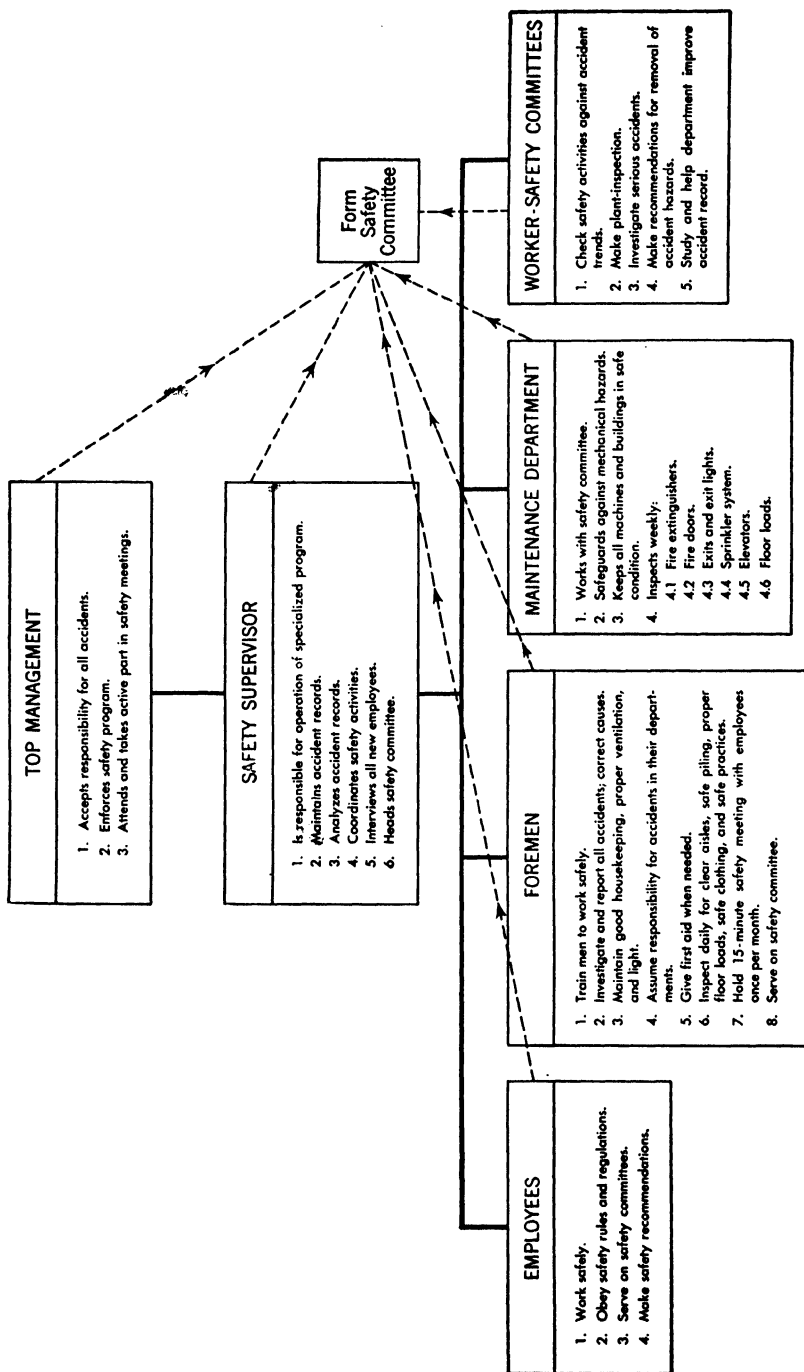 TOP MANAGEMENT
1. Accepts responsibility for all accidents.
2. Enforces safety program.
3. Attends and takes active part in safety meetings.
SAFETY SUPERVISOR
1. Is responsible for operation of specialized program.
2. Maintains accident records.
3. Analyzes accident records.
4. Coordinates safety activities.
5. Interviews all new employees.
6. Heads safety committee.
Form
Safety
Committee
EMPLOYEES
1. Work safely.
2. Obey safety rules and regulations.
3. Serve on safety committees.
4. Make safety recommendations.
FOREMEN
1. Train men to work safely.
2. Investigate and report all accidents; correct causes.
3. Maintain good housekeeping, proper ventilation,
and light.
4. Assume responsibility for accidents in their depart-
ments.
5. Give first aid when needed.
6. Inspect daily for clear aisles, safe piling, proper
floor loads, safe clothing, and safe practices.
7. Hold 15-minute safety meeting with employees
once per month.
8. Serve on safety committee.
MAINTENANCE DEPARTMENT
1. Works with safety committee.
2. Safeguards against mechanical hazards.
3. Keeps all machines and buildings in safe
condition.
4. Inspects weekly:
4.1 Fire extinguishers.
4.2 Fire doors.
4.3 Exits and exit lights.
4.4 Sprinkler system.
4.5 Elevators.
4.6 Floor loads.
WORKER-SAFETY COMMITTEES
1. Check safety activities against accident
trends.
2. Make plant-inspection.
3. Investigate serious accidents.
4. Make recommendations for removal of
accident hazards.
5. Study and help department improve
accident record.